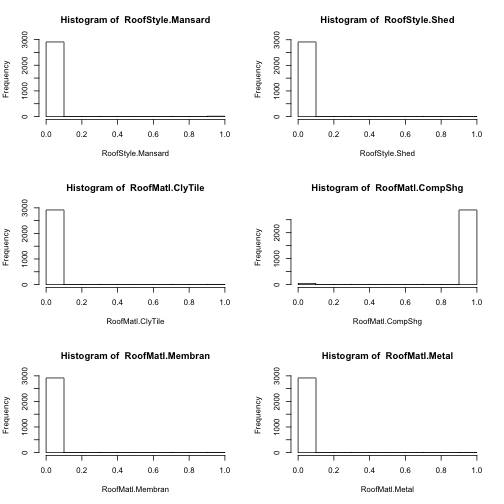 Histogram of RoofStyle.Mansard
Frequency
0 1000 3000
0.0 0.2 0.4 0.6 0.8 1.0
RoofStyle.Mansard
Histogram of RoofStyle.Shed
Frequency
0 1000 3000
0.0 0.2 0.4 0.6 0.8 1.0
RoofStyle.Shed
Histogram of RoofMatl.ClyTile
Frequency
0 1000 3000
0.0 0.2 0.4 0.6 0.8 1.0
RoofMatl.ClyTile
Histogram of RoofMatl.CompShg
Frequency
0 1000 2000
0.0 0.2 0.4 0.6 0.8 1.0
RoofMatl.CompShg
Histogram of RoofMatl.Membran
Frequency
0 1000 3000
0.0 0.2 0.4 0.6 0.8 1.0
RoofMatl.Membran
Histogram of RoofMatl.Metal
Frequency
0 1000 3000
0.0 0.2 0.4 0.6 0.8 1.0
RoofMatl.Metal